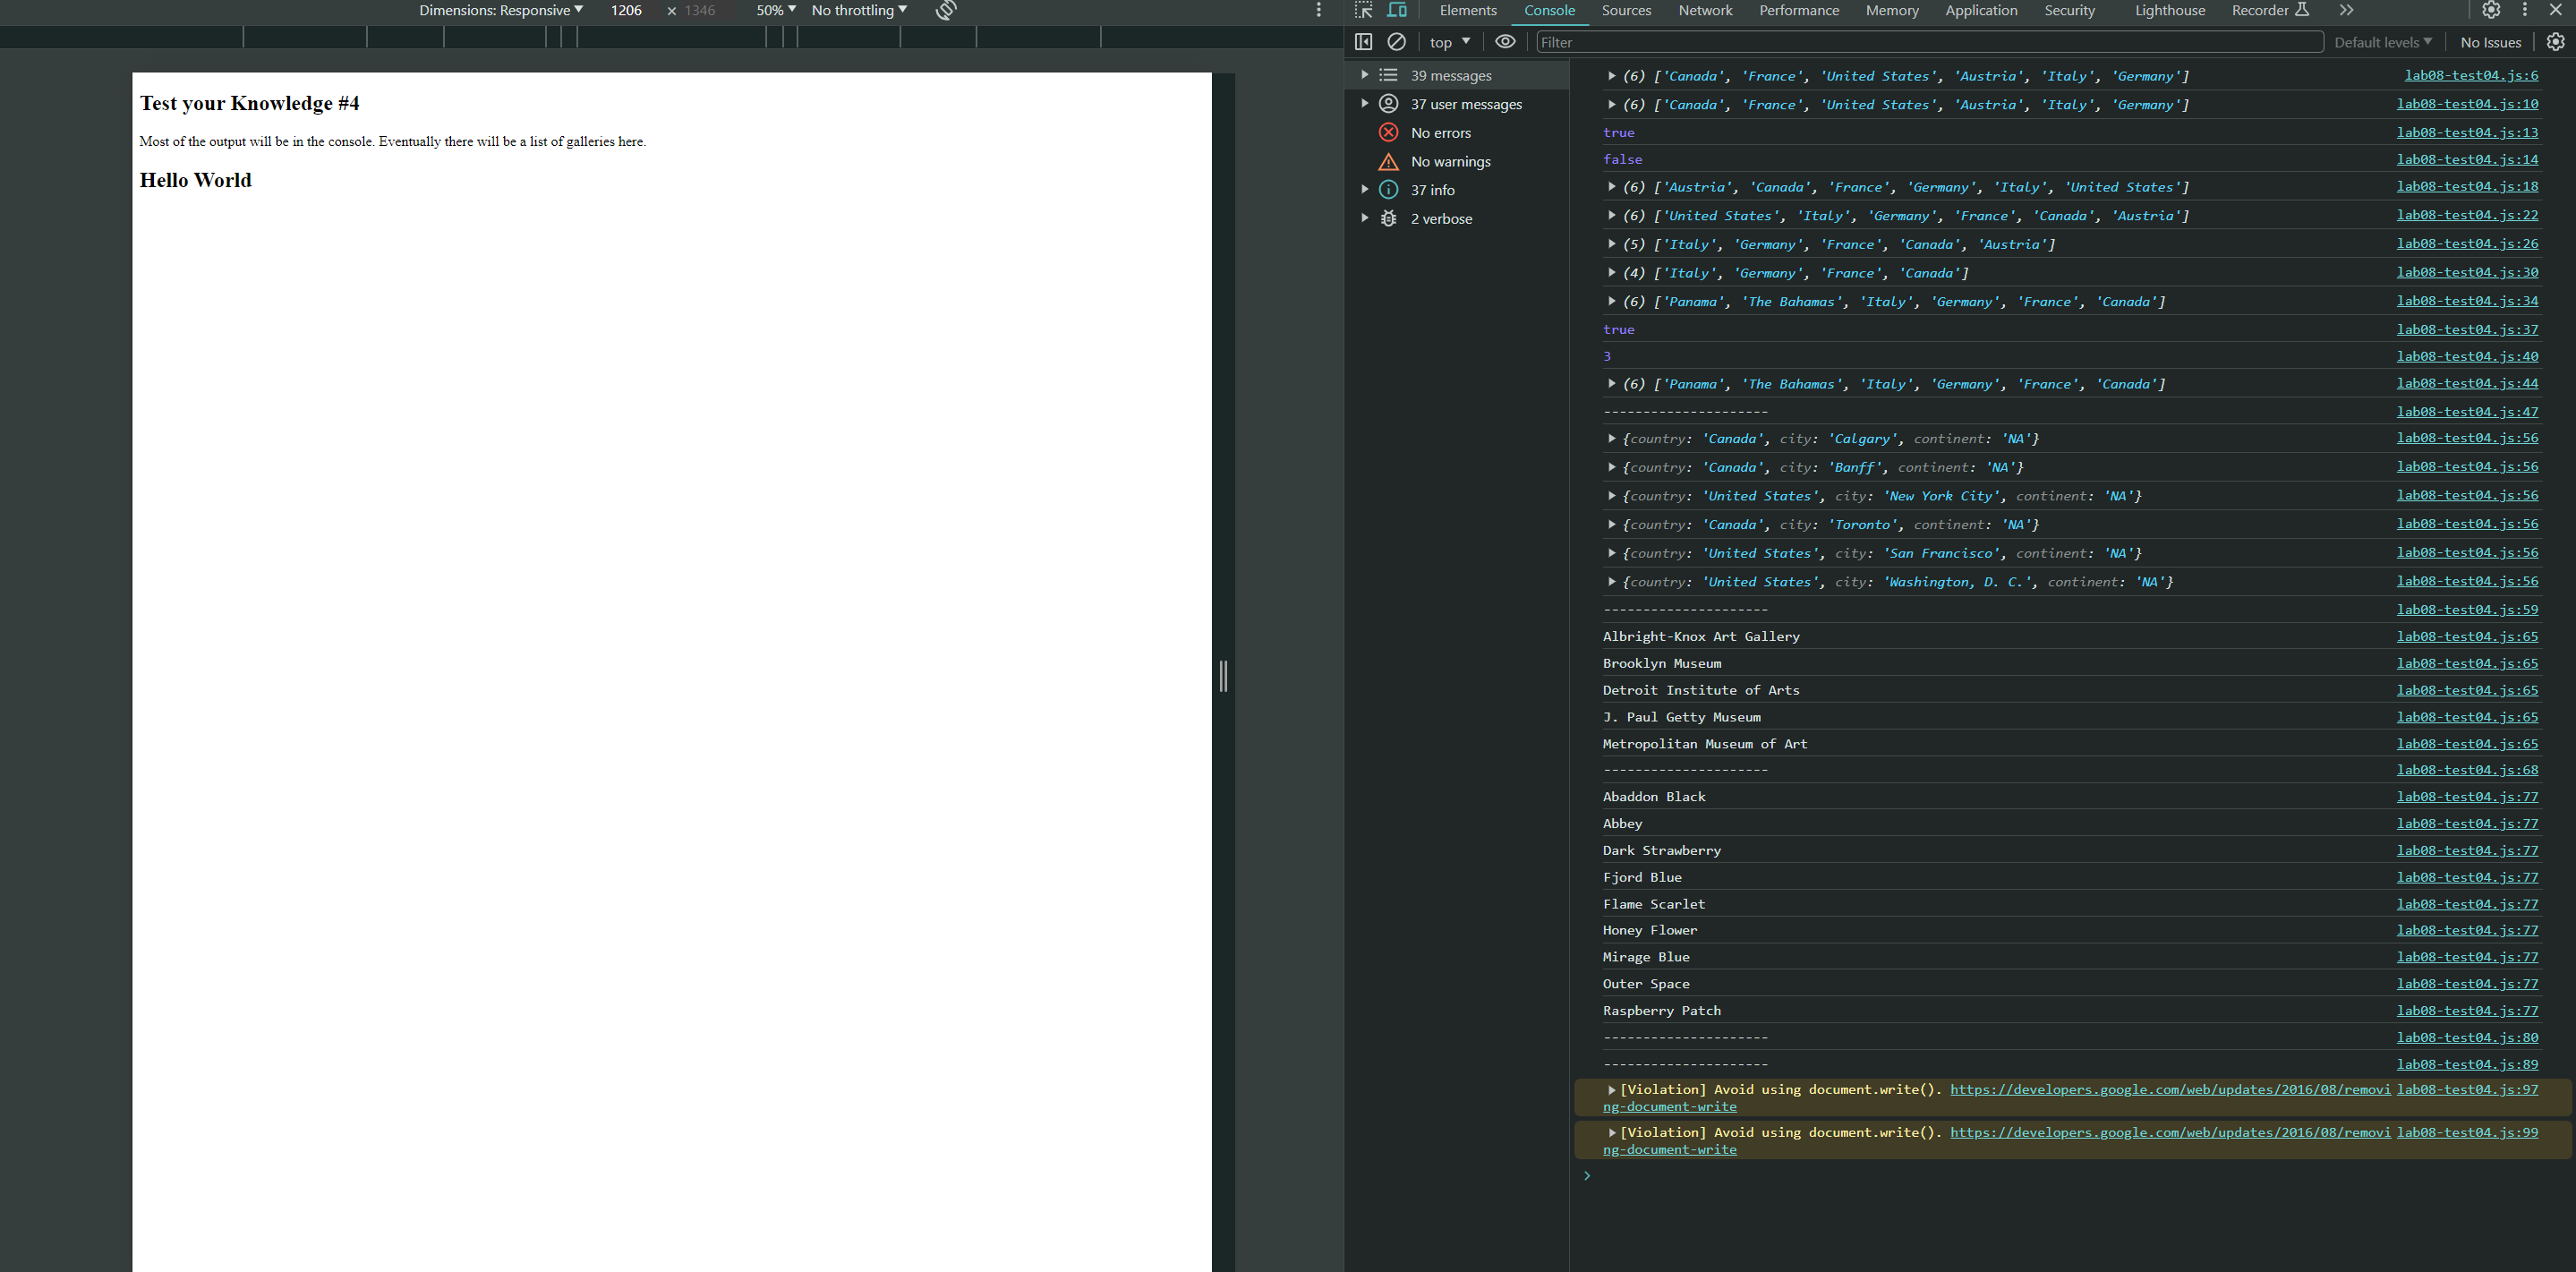 Dimensions: Responsive ▼ 1206 × 1346 50% ▼ No throttling ▼
Elements Console Sources Network Performance Memory Application Security Lighthouse Recorder
top ▼ Filter Default levels ▼ No Issues
Test your Knowledge #4
Most of the output will be in the console. Eventually there will be a list of galleries here.
Hello World
39 messages
37 user messages
No errors
No warnings
37 info
2 verbose
(6) ['Canada', 'France', 'United States', 'Austria', 'Italy', 'Germany'] lab08-test04.js:6
(6) ['Canada', 'France', 'United States', 'Austria', 'Italy', 'Germany'] lab08-test04.js:10
true lab08-test04.js:13
false lab08-test04.js:14
(6) ['Austria', 'Canada', 'France', 'Germany', 'Italy', 'United States'] lab08-test04.js:18
(6) ['United States', 'Italy', 'Germany', 'France', 'Canada', 'Austria'] lab08-test04.js:22
(5) ['Italy', 'Germany', 'France', 'Canada', 'Austria'] lab08-test04.js:26
(4) ['Italy', 'Germany', 'France', 'Canada'] lab08-test04.js:30
(6) ['Panama', 'The Bahamas', 'Italy', 'Germany', 'France', 'Canada'] lab08-test04.js:34
true lab08-test04.js:37
3 lab08-test04.js:40
(6) ['Panama', 'The Bahamas', 'Italy', 'Germany', 'France', 'Canada'] lab08-test04.js:44
--------------------- lab08-test04.js:47
{country: 'Canada', city: 'Calgary', continent: 'NA'} lab08-test04.js:56
{country: 'Canada', city: 'Banff', continent: 'NA'} lab08-test04.js:56
{country: 'United States', city: 'New York City', continent: 'NA'} lab08-test04.js:56
{country: 'Canada', city: 'Toronto', continent: 'NA'} lab08-test04.js:56
{country: 'United States', city: 'San Francisco', continent: 'NA'} lab08-test04.js:56
{country: 'United States', city: 'Washington, D. C.', continent: 'NA'} lab08-test04.js:56
--------------------- lab08-test04.js:59
Albright-Knox Art Gallery lab08-test04.js:65
Brooklyn Museum lab08-test04.js:65
Detroit Institute of Arts lab08-test04.js:65
J. Paul Getty Museum lab08-test04.js:65
Metropolitan Museum of Art lab08-test04.js:65
--------------------- lab08-test04.js:68
Abaddon Black lab08-test04.js:77
Abbey lab08-test04.js:77
Dark Strawberry lab08-test04.js:77
Fjord Blue lab08-test04.js:77
Flame Scarlet lab08-test04.js:77
Honey Flower lab08-test04.js:77
Mirage Blue lab08-test04.js:77
Outer Space lab08-test04.js:77
Raspberry Patch lab08-test04.js:77
--------------------- lab08-test04.js:80
--------------------- lab08-test04.js:89
[Violation] Avoid using document.write(). https://developers.google.com/web/updates/2016/08/removi lab08-test04.js:97
ng-document-write
[Violation] Avoid using document.write(). https://developers.google.com/web/updates/2016/08/removi lab08-test04.js:99
ng-document-write